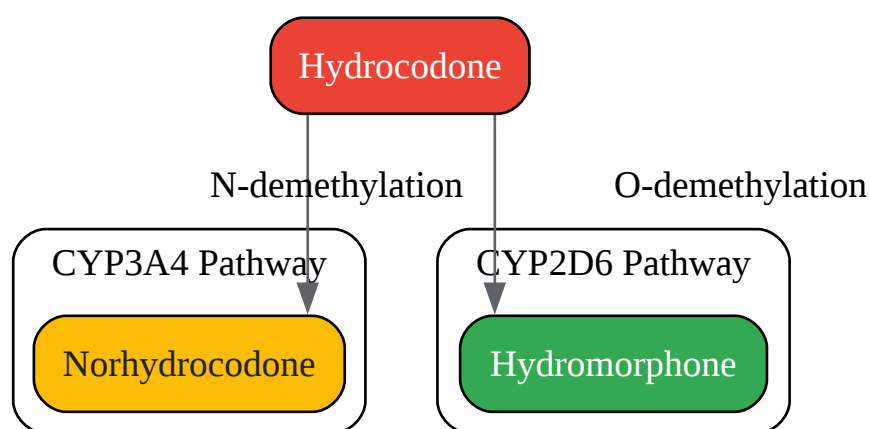 Hydrocodone
N-demethylation
O-demethylation
CYP3A4 Pathway
CYP2D6 Pathway
Norhydrocodone
Hydromorphone